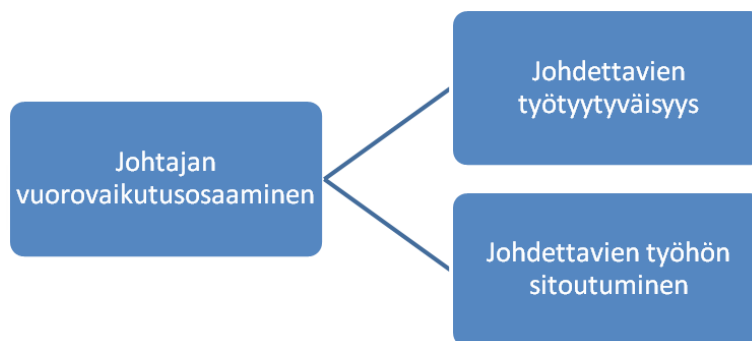 Johtajan
vuorovaikutusosaaminen
Johdettavien
työtyytyväisyys
Johdettavien työhön
sitoutuminen